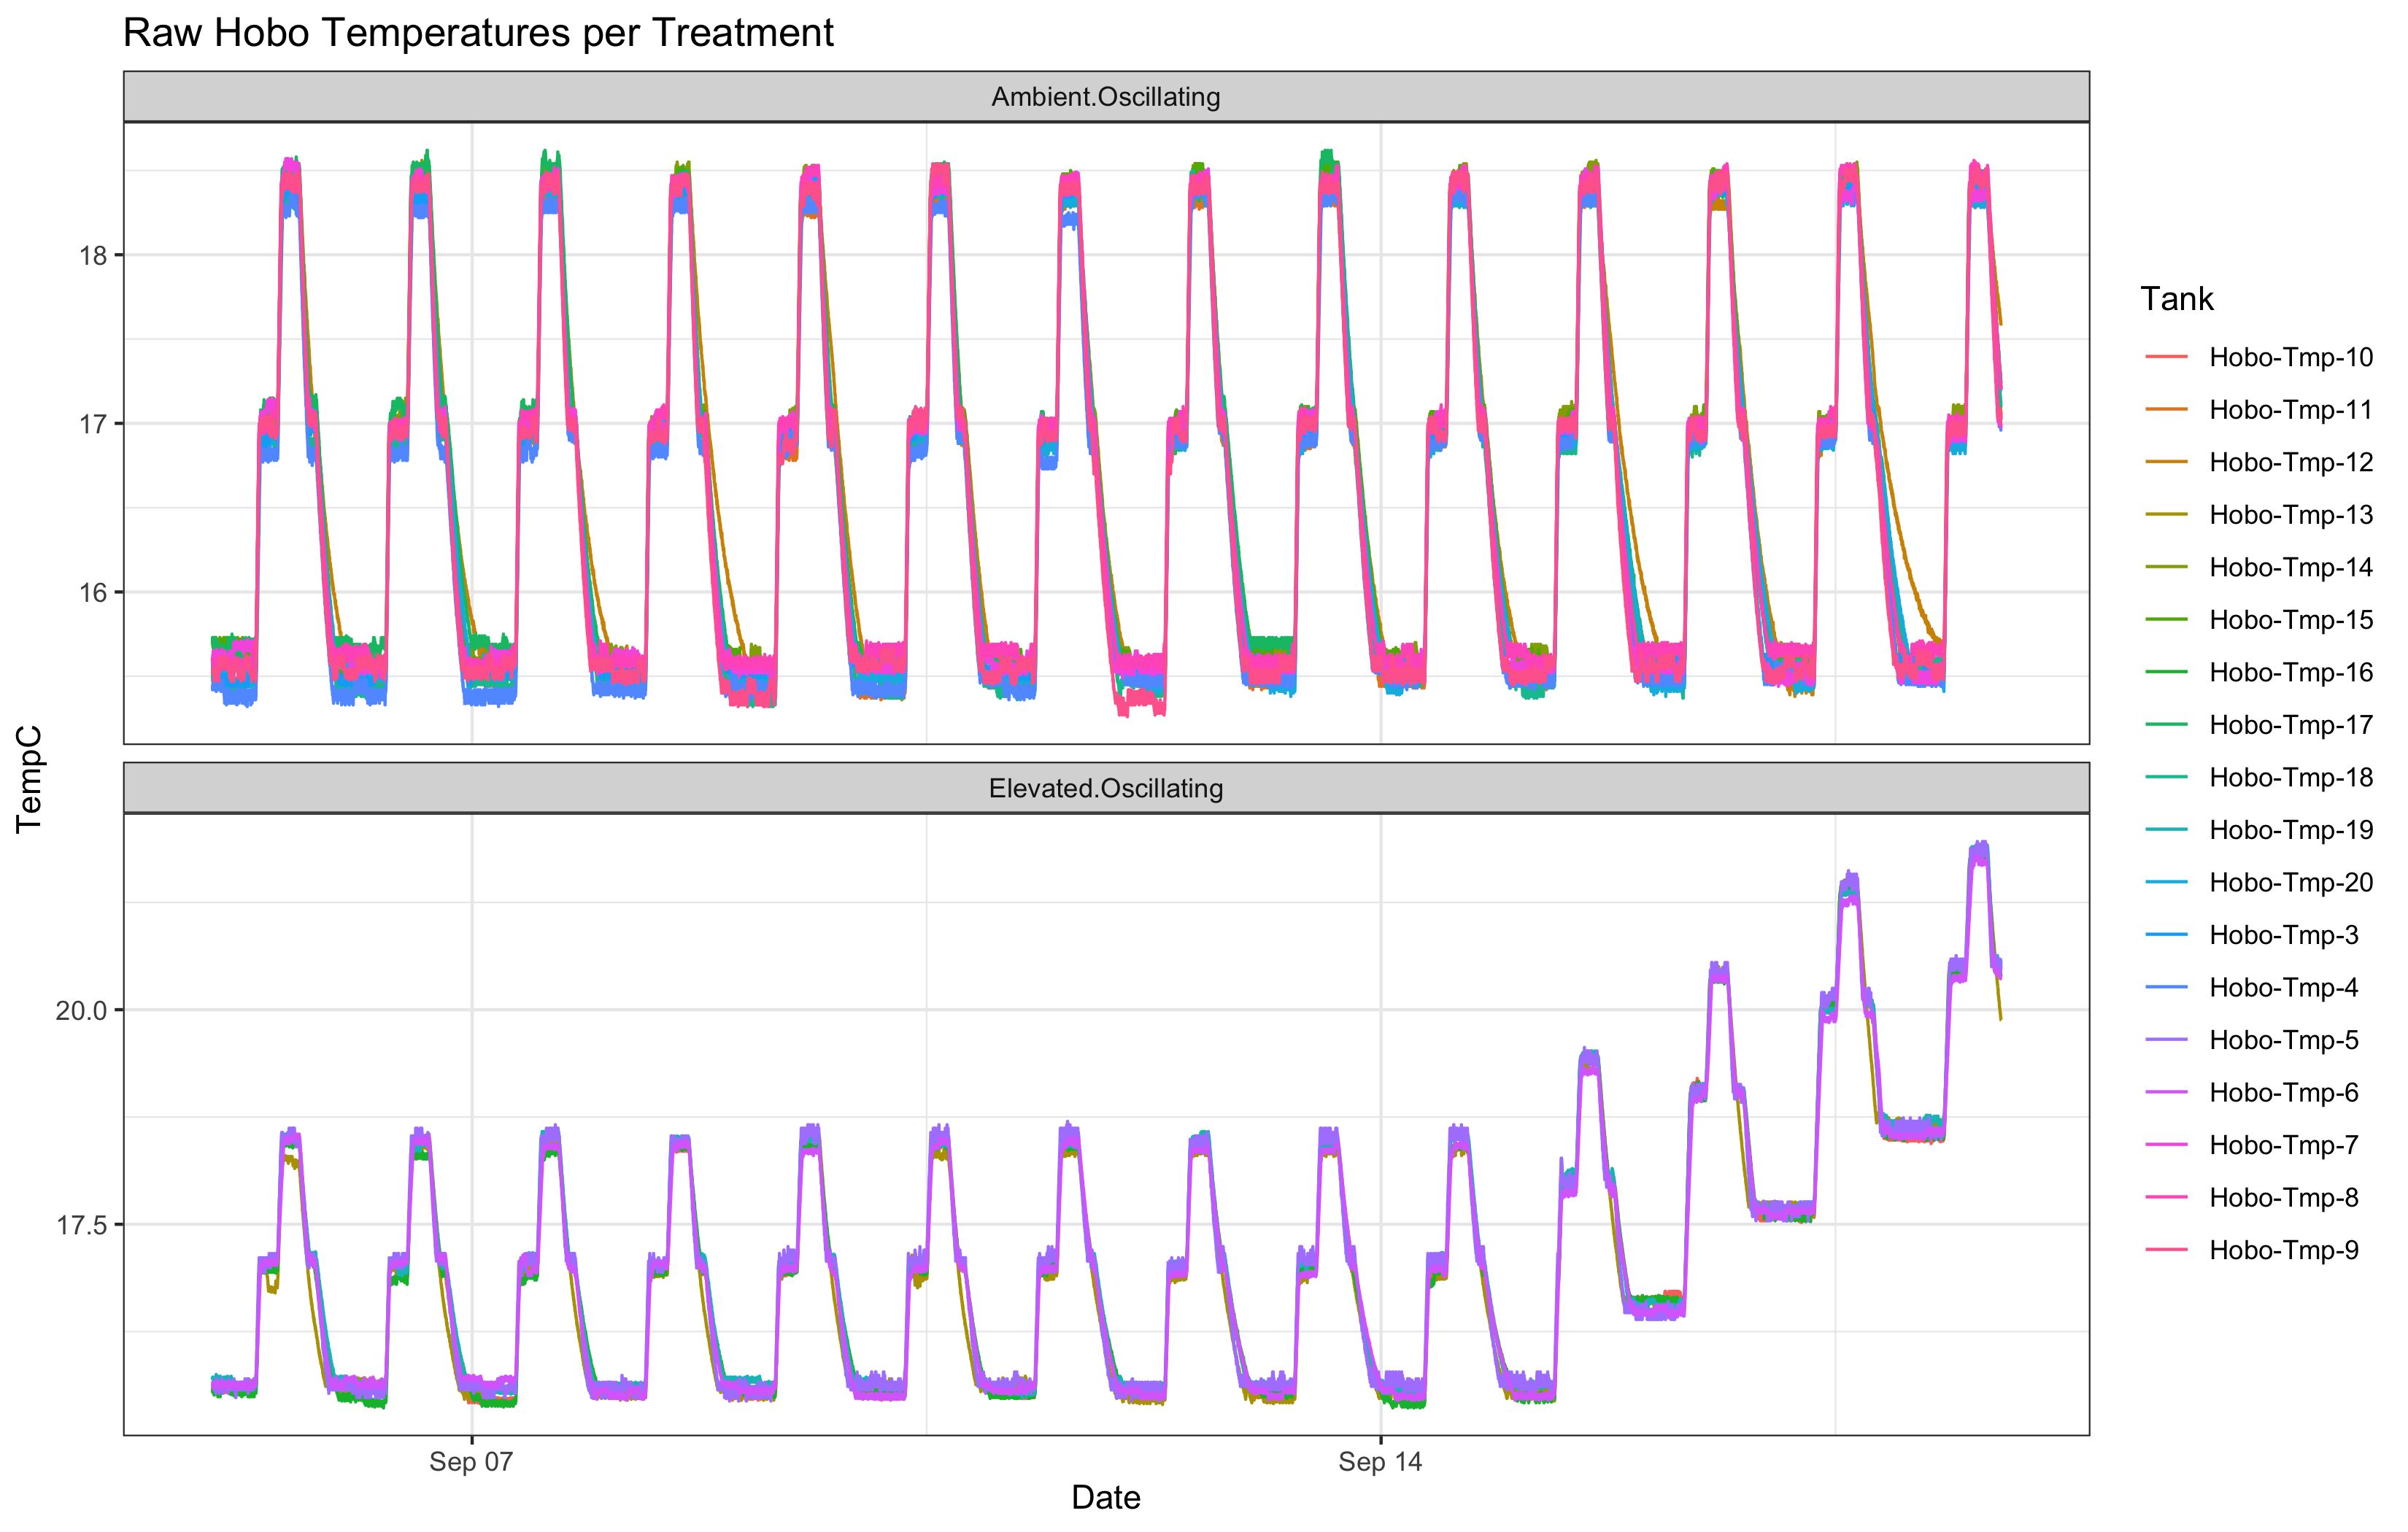 Raw Hobo Temperatures per Treatment
Ambient.Oscillating
18
17
16
TempC
Elevated.Oscillating
20.0
17.5
Sep 07
Sep 14
Date
Tank
Hobo-Tmp-10
Hobo-Tmp-11
Hobo-Tmp-12
Hobo-Tmp-13
Hobo-Tmp-14
Hobo-Tmp-15
Hobo-Tmp-16
Hobo-Tmp-17
Hobo-Tmp-18
Hobo-Tmp-19
Hobo-Tmp-20
Hobo-Tmp-3
Hobo-Tmp-4
Hobo-Tmp-5
Hobo-Tmp-6
Hobo-Tmp-7
Hobo-Tmp-8
Hobo-Tmp-9